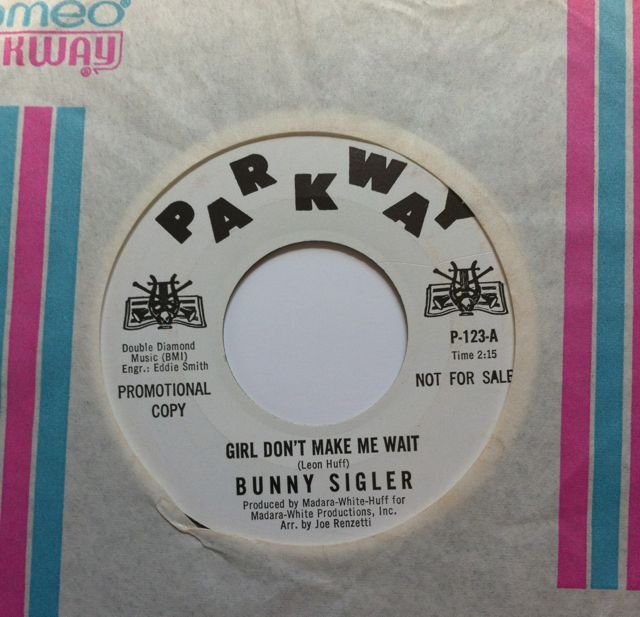 omeo
KWAY
PARKWAY
P-123-A
Double Diamond
Music (BMI)
Engr.: Eddie Smith
Time 2:15
PROMOTIONAL
COPY
NOT FOR SALE
GIRL DON'T MAKE ME WAIT
(Leon Huff)
BUNNY SIGLER
Produced by Madara-White-Huff for
Madara-White Productions, Inc.
Arr. by Joe Renzetti